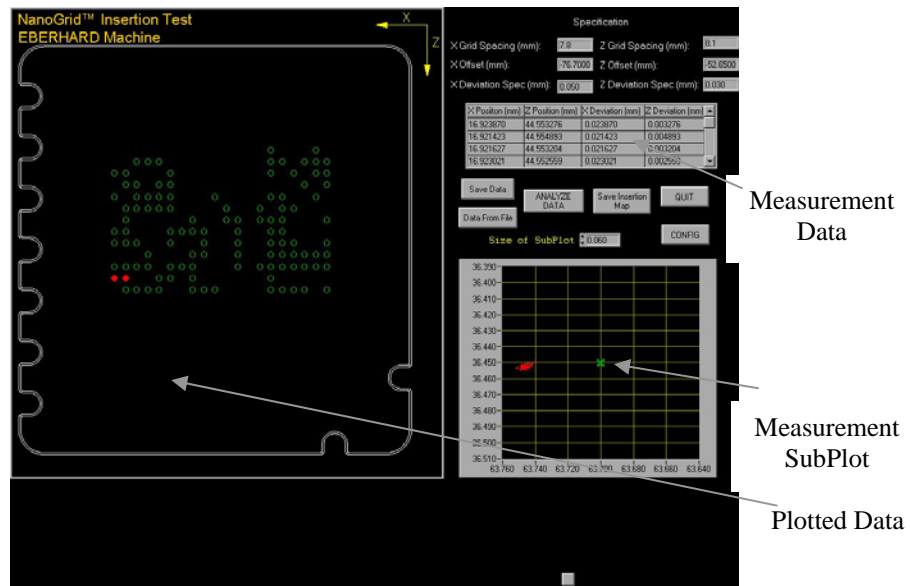 NanoGrid™ Insertion Test
EBERHARD Machine
X
Z
Specification
X Grid Spacing (mm): 7.8 Z Grid Spacing (mm): 8.1
X Offset (mm): -76.7000 Z Offset (mm): -52.6500
X Deviation Spec (mm): 0.050 Z Deviation Spec (mm): 0.030
X Position (mm) Z Position (mm) X Deviation (mm) Z Deviation (mm)
16.923870 44.553276 0.023870 0.003276
16.921423 44.554893 0.021423 0.004893
16.921627 44.553204 0.021627 0.003204
16.923021 44.552559 0.023021 0.002559
Save Data
ANALYZE
DATA
Save Insertion
Map
QUIT
Data From File
Size of SubPlot 0.060
CONFIG
36.390
36.400
36.410
36.420
36.430
36.440
36.450
36.460
36.470
36.480
36.490
36.500
36.510
63.760 63.740 63.720 63.700 63.680 63.660 63.640
Measurement
Data
Measurement
SubPlot
Plotted Data